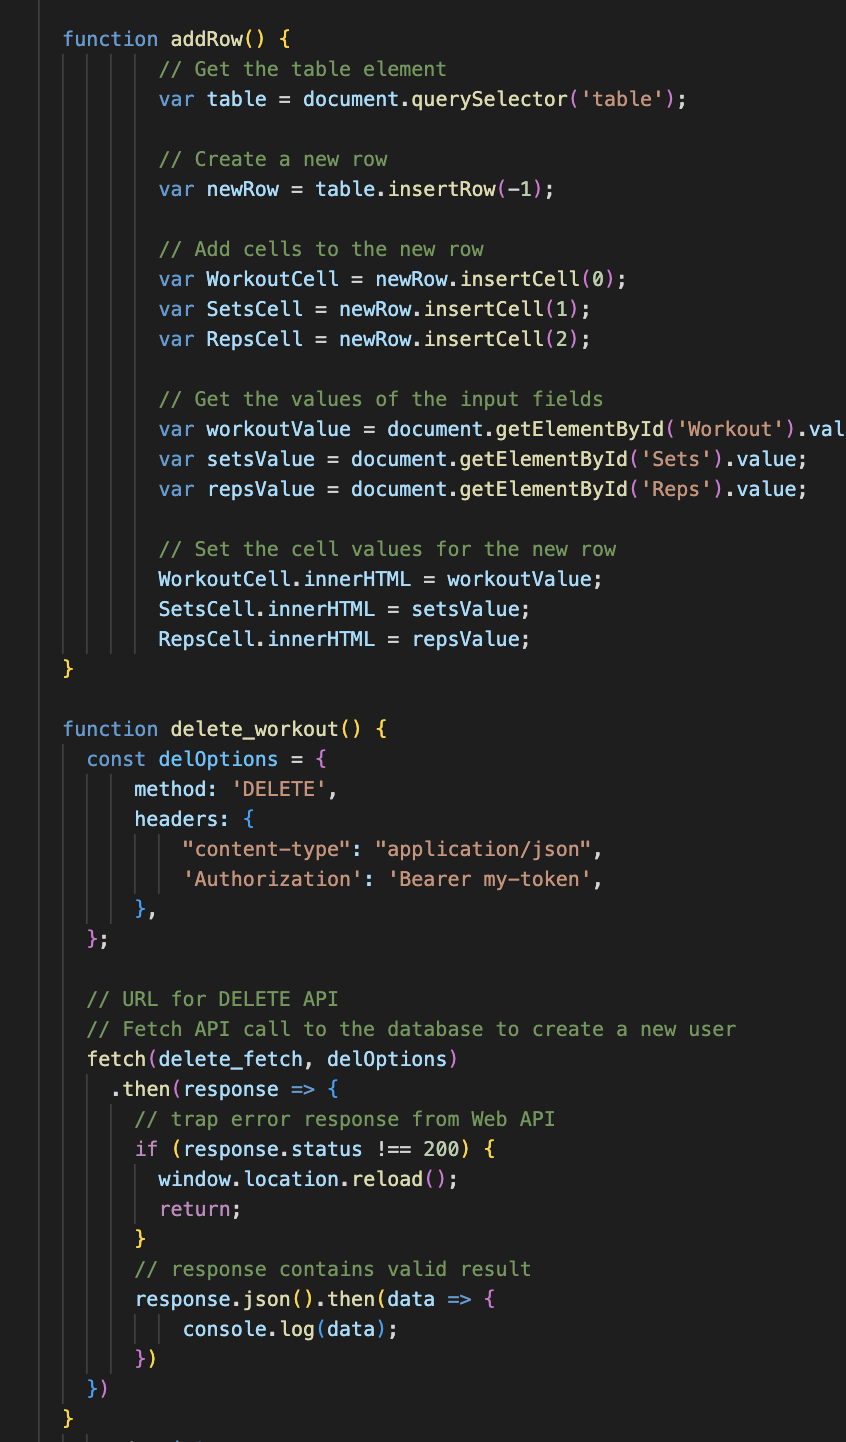 function addRow() {
// Get the table element
var table = document.querySelector('table');
// Create a new row
var newRow = table.insertRow(-1);
// Add cells to the new row
var WorkoutCell = newRow.insertCell(0);
var SetsCell = newRow.insertCell(1);
var RepsCell = newRow.insertCell(2);
// Get the values of the input fields
var workoutValue = document.getElementById('Workout').val
var setsValue = document.getElementById('Sets').value;
var repsValue = document.getElementById('Reps').value;
// Set the cell values for the new row
WorkoutCell.innerHTML = workoutValue;
SetsCell.innerHTML = setsValue;
RepsCell.innerHTML = repsValue;
}
function delete_workout() {
const delOptions = {
method: 'DELETE',
headers: {
"content-type": "application/json",
'Authorization': 'Bearer my-token',
},
};
// URL for DELETE API
// Fetch API call to the database to create a new user
fetch(delete_fetch, delOptions)
.then(response => {
// trap error response from Web API
if (response.status !== 200) {
window.location.reload();
return;
}
// response contains valid result
response.json().then(data => {
console.log(data);
})
})
}